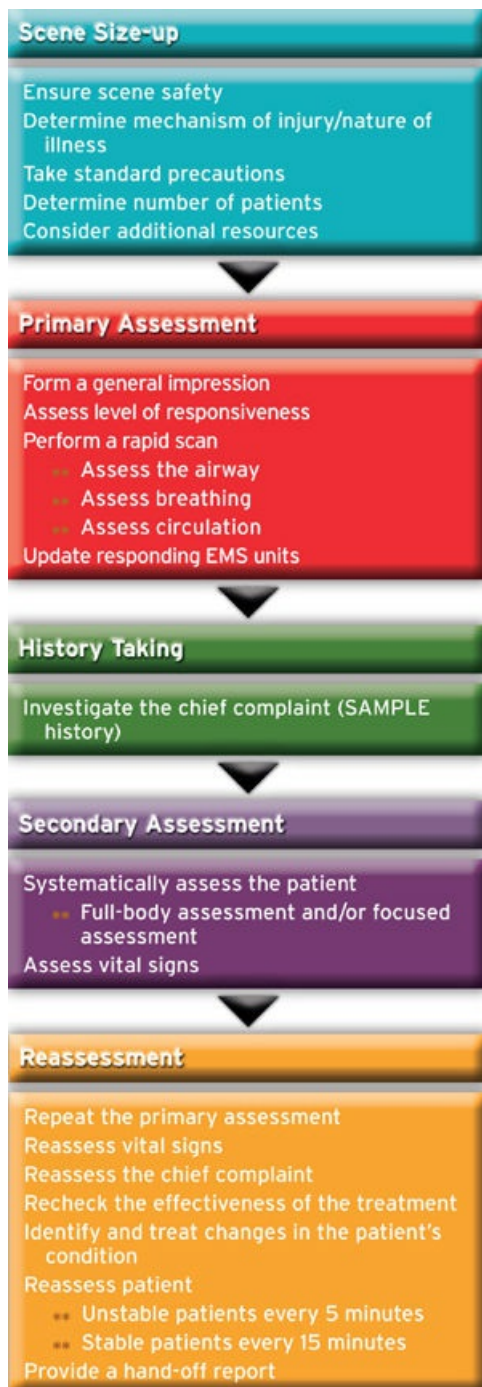 Scene Size-up
Ensure scene safety
Determine mechanism of injury/nature of
illness
Take standard precautions
Determine number of patients
Consider additional resources
Primary Assessment
Form a general impression
Assess level of responsiveness
Perform a rapid scan
Assess the airway
Assess breathing
Assess circulation
Update responding EMS units
History Taking
Investigate the chief complaint (SAMPLE
history)
Secondary Assessment
Systematically assess the patient
Full-body assessment and/or focused
assessment
Assess vital signs
Reassessment
Repeat the primary assessment
Reassess vital signs
Reassess the chief complaint
Recheck the effectiveness of the treatment
Identify and treat changes in the patient's
condition
Reassess patient
Unstable patients every 5 minutes
Stable patients every 15 minutes
Provide a hand-off report